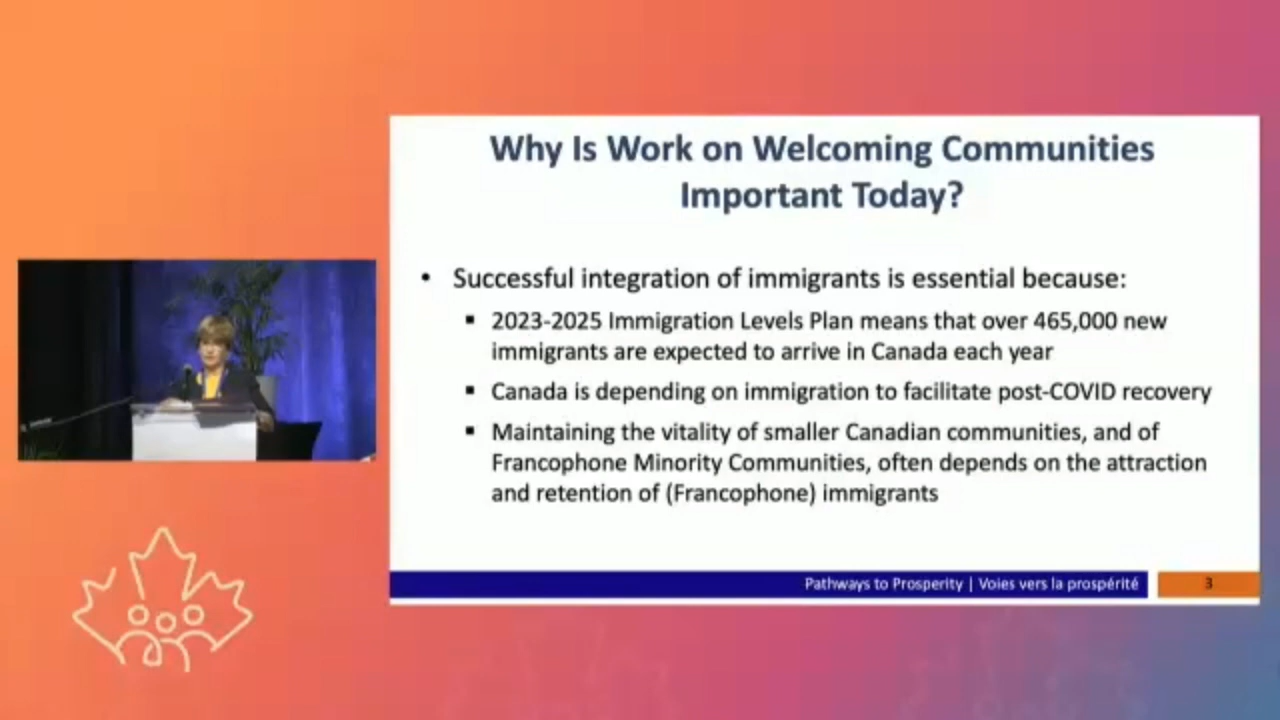 Why Is Work on Welcoming Communities
Important Today?
• Successful integration of immigrants is essential because:
▪ 2023-2025 Immigration Levels Plan means that over 465,000 new
immigrants are expected to arrive in Canada each year
▪ Canada is depending on immigration to facilitate post-COVID recovery
▪ Maintaining the vitality of smaller Canadian communities, and of
Francophone Minority Communities, often depends on the attraction
and retention of (Francophone) immigrants
Pathways to Prosperity | Voies vers la prospérité
3